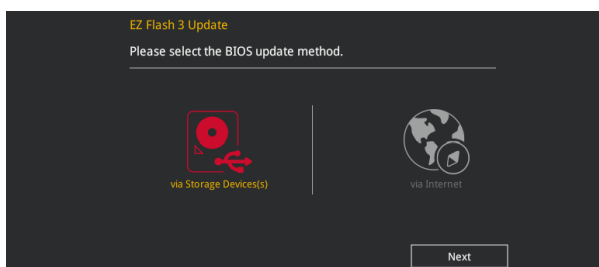 EZ Flash 3 Update
Please select the BIOS update method.
via Storage Devices(s)
via Internet
Next